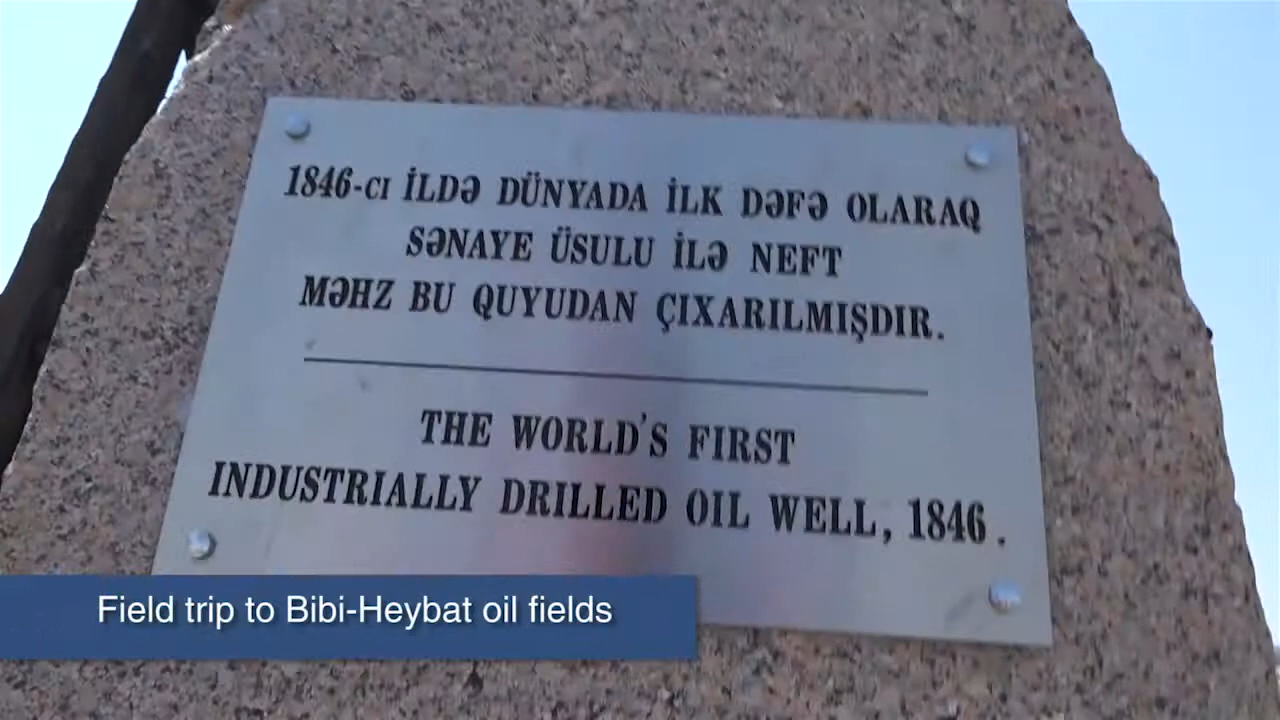 1846-CI İLDƏ DÜNYADA İLK DƏFƏ OLARAQ
SƏNAYE ÜSULU İLƏ NEFT
MƏHZ BU QUYUDAN ÇIXARILMIŞDIR.
THE WORLD'S FIRST
INDUSTRIALLY DRILLED OIL WELL, 1846.
Field trip to Bibi-Heybat oil fields